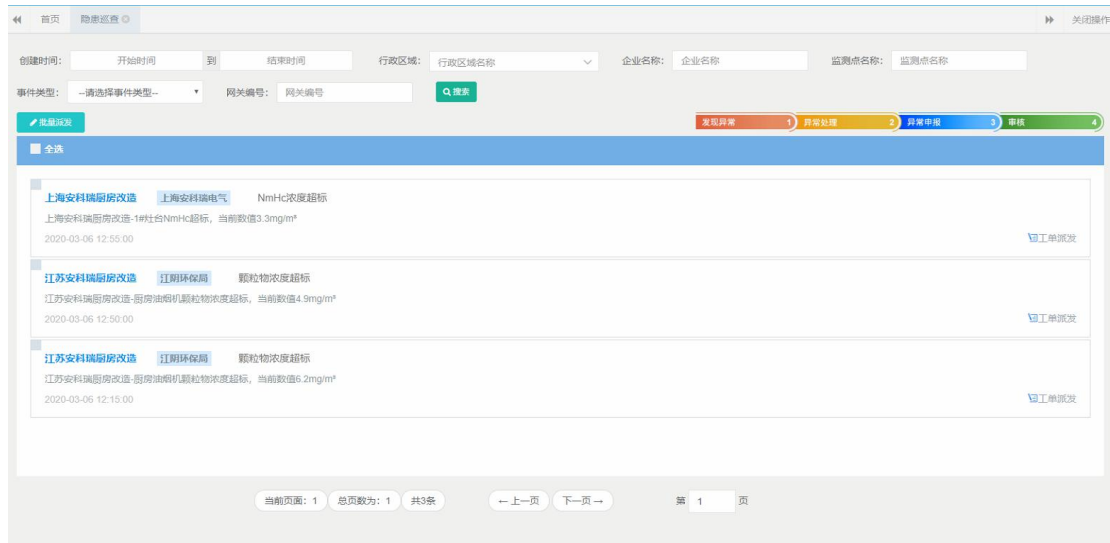 首页 隐患巡查 关闭操作
创建时间: 开始时间 到 结束时间 行政区域: 行政区域名称 企业名称: 企业名称 监测点名称: 监测点名称
事件类型: --请选择事件类型-- 网关编号: 网关编号 搜索
批量派发 发现异常 1 异常处理 2 异常申报 3 审核 4
全选
上海安科瑞厨房改造 上海安科瑞电气 NmHc浓度超标
上海安科瑞厨房改造-1#灶台NmHc超标，当前数值3.3mg/m³
2020-03-06 12:55:00 工单派发
江苏安科瑞厨房改造 江阴环保局 颗粒物浓度超标
江苏安科瑞厨房改造-厨房油烟机颗粒物浓度超标，当前数值4.9mg/m³
2020-03-06 12:50:00 工单派发
江苏安科瑞厨房改造 江阴环保局 颗粒物浓度超标
江苏安科瑞厨房改造-厨房油烟机颗粒物浓度超标，当前数值6.2mg/m³
2020-03-06 12:15:00 工单派发
当前页面: 1 总页数为: 1 共3条 ←上一页 下一页→ 第 1 页